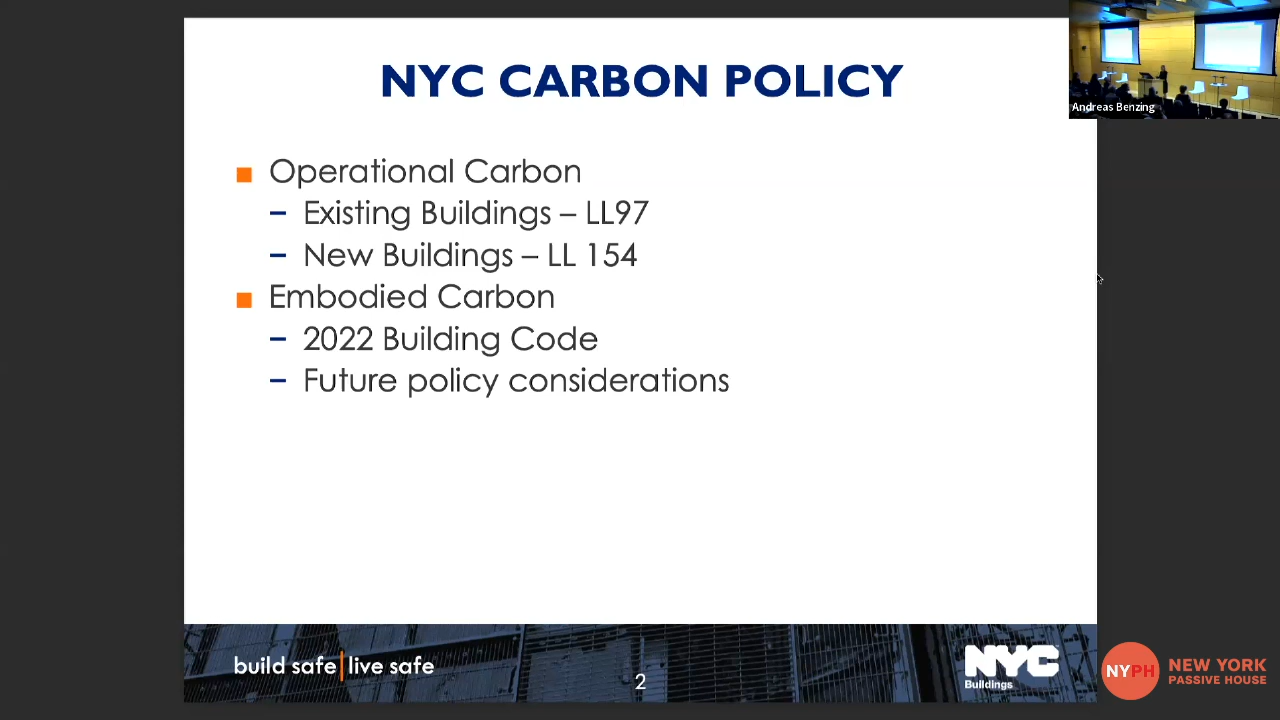 NYC CARBON POLICY
Andreas Benzing
Operational Carbon
– Existing Buildings – LL97
– New Buildings – LL 154
Embodied Carbon
– 2022 Building Code
– Future policy considerations
build safe|live safe
2
NYC
Buildings
NYPH
NEW YORK
PASSIVE HOUSE